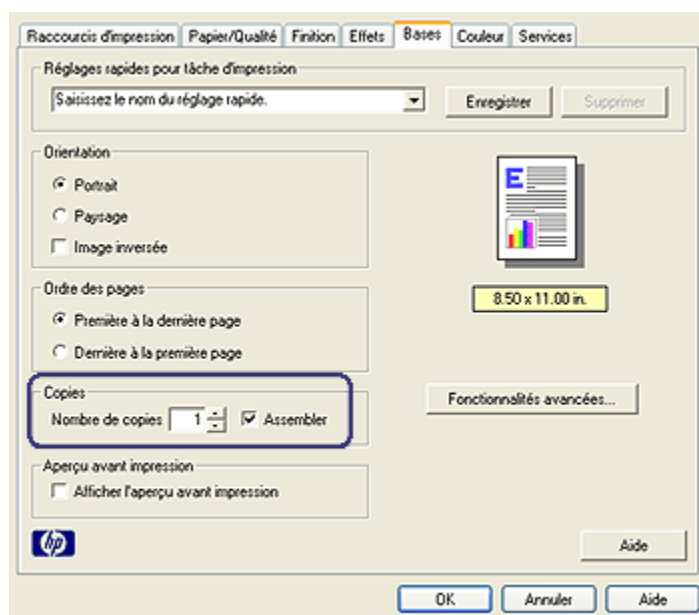 Raccourcis d'impression Papier/Qualité Finition Effets Bases Couleur Services
Réglages rapides pour tâche d'impression
Saisissez le nom du réglage rapide. Enregistrer Supprimer
Orientation
Portrait
Paysage
Image inversée
E
Ordre des pages
8.50 x 11.00 in.
Première à la dernière page
Dernière à la première page
Copies
Nombre de copies 1 Assembler
Fonctionnalités avancées...
Aperçu avant impression
Afficher l'aperçu avant impression
hp
Aide
OK Annuler Aide